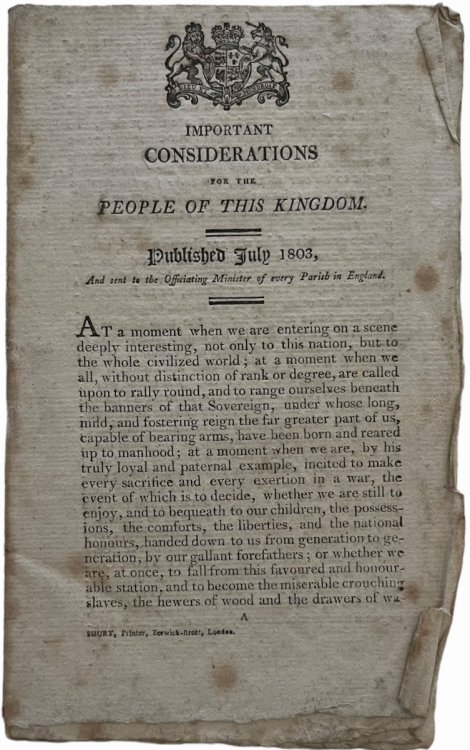 DIEU ET MON DROIT
IMPORTANT
CONSIDERATIONS
FOR THE
PEOPLE OF THIS KINGDOM.
Published July 1803,
And sent to the Officiating Minister of every Parish in England.
AT a moment when we are entering on a scene
deeply interesting, not only to this nation, but to
the whole civilized world; at a moment when we
all, without distinction of rank or degree, are called
upon to rally round, and to range ourselves beneath
the banners of that Sovereign, under whose long,
mild, and fostering reign the far greater part of us,
capable of bearing arms, have been born and reared
up to manhood; at a moment when we are, by his
truly loyal and paternal example, incited to make
every sacrifice and every exertion in a war, the
event of which is to decide, whether we are still to
enjoy, and to bequeath to our children, the possess-
ions, the comforts, the liberties, and the national
honours, handed down to us from generation to ge-
neration, by our gallant forefathers; or whether we
are, at once, to fall from this favoured and honour-
able station, and to become the miserable crouching
slaves, the hewers of wood and the drawers of wa-
A
SHURY, Printer, Berwick-street, London.